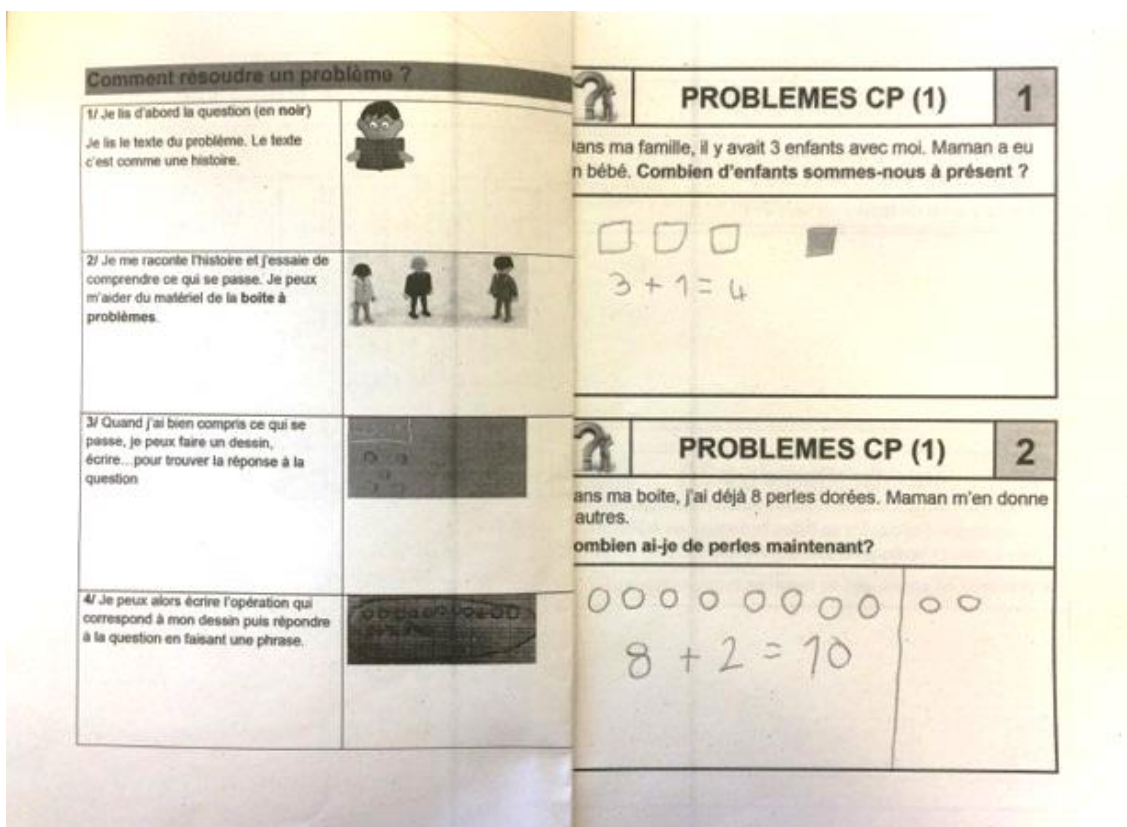 Comment résoudre un problème ?
1/ Je lis d'abord la question (en noir)
Je lis le texte du problème. Le texte
c'est comme une histoire.
2/ Je me raconte l'histoire et j'essaie de
comprendre ce qui se passe. Je peux
m'aider du matériel de la boite à
problèmes.
3/ Quand j'ai bien compris ce qui se
passe, je peux faire un dessin,
écrire...pour trouver la réponse à la
question
4/ Je peux alors écrire l'opération qui
correspond à mon dessin puis répondre
à la question en faisant une phrase.
PROBLEMES CP (1)
1
ans ma famille, il y avait 3 enfants avec moi. Maman a eu
n bébé. Combien d'enfants sommes-nous à présent ?
3 + 1 = 4
PROBLEMES CP (1)
2
ans ma boite, j'ai déjà 8 perles dorées. Maman m'en donne
autres.
ombien ai-je de perles maintenant?
8 + 2 = 10